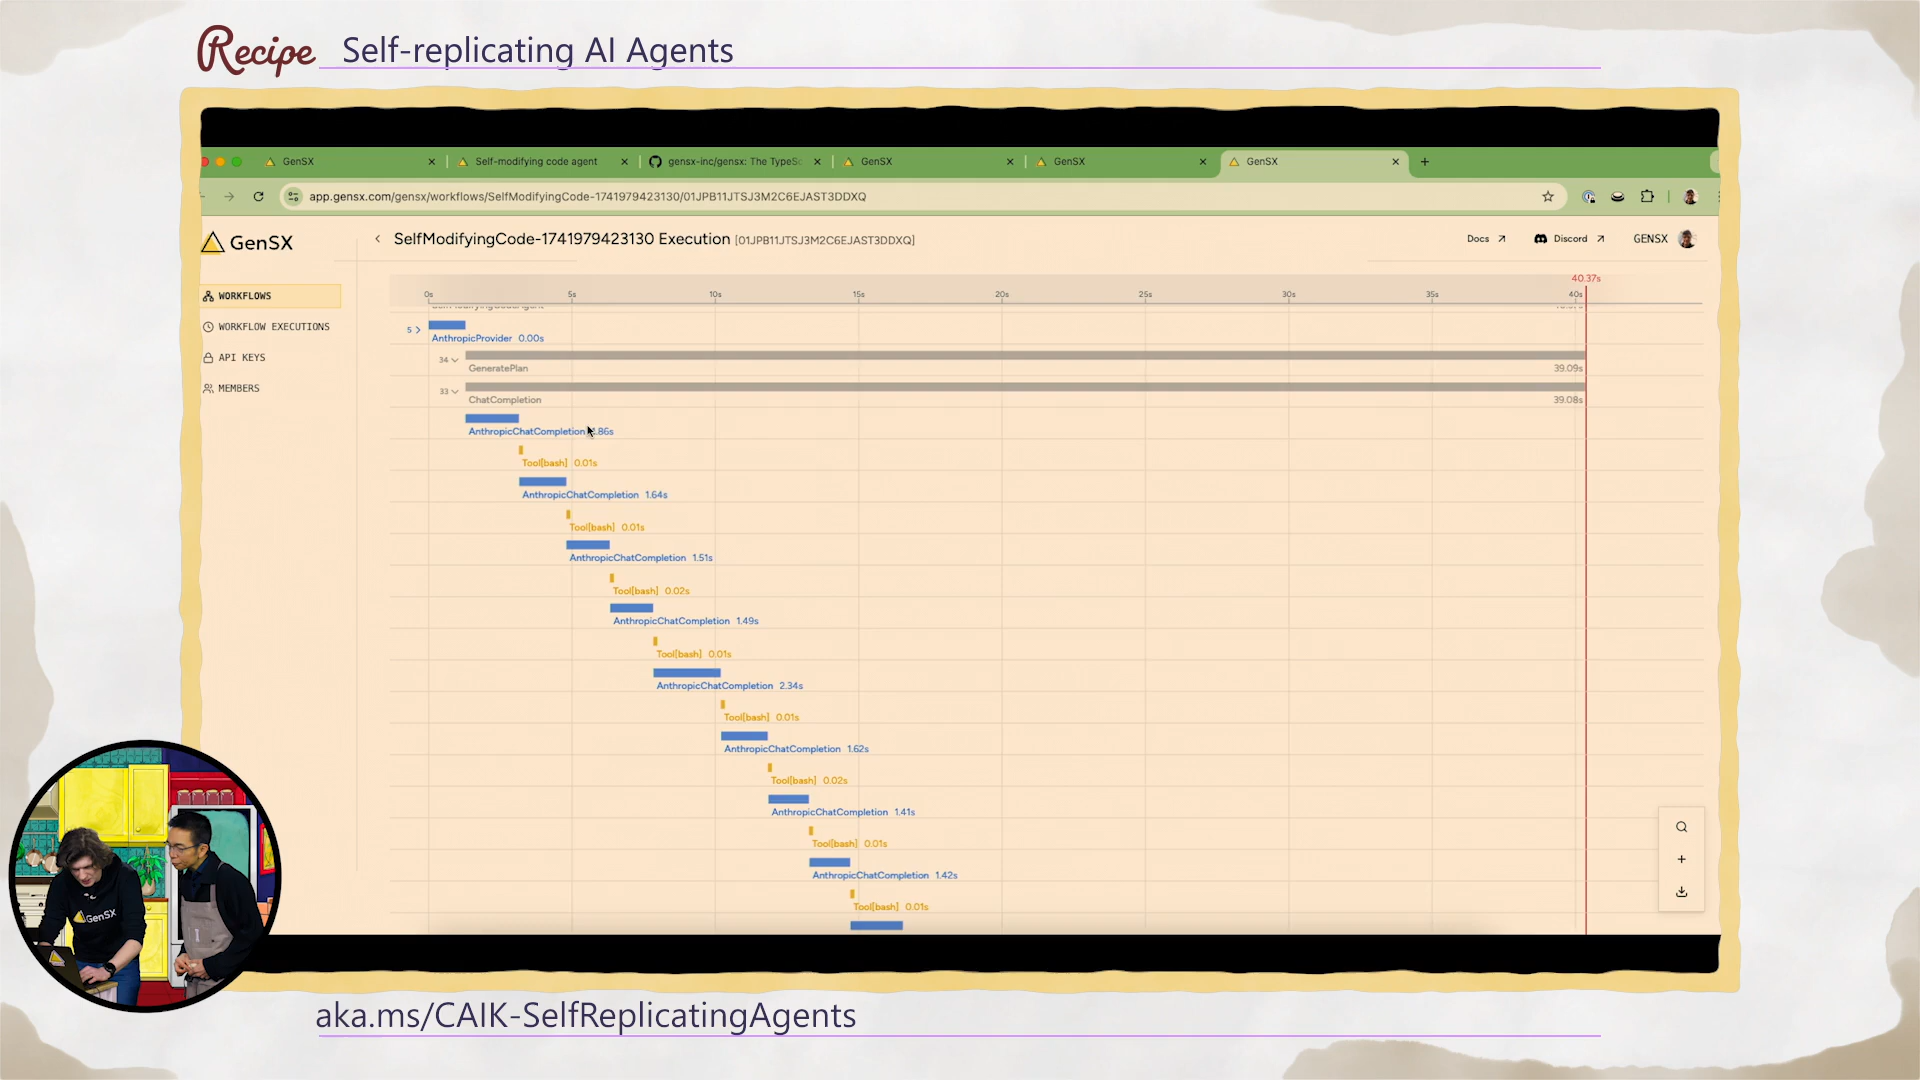 Recipe Self-replicating AI Agents
GenSX
Self-modifying code agent
gensx-inc/gensx: The TypeSc
GenSX
GenSX
GenSX
app.gensx.com/gensx/workflows/SelfModifyingCode-1741979423130/01JPB11JTSJ3M2C6EJAST3DDXQ
GenSX
SelfModifyingCode-1741979423130 Execution [01JPB11JTSJ3M2C6EJAST3DDXQ]
Docs
Discord
GENSX
WORKFLOWS
WORKFLOW EXECUTIONS
API KEYS
MEMBERS
40.37s
0s 5s 10s 15s 20s 25s 30s 35s 40s
5
AnthropicProvider 0.00s
34
GeneratePlan 39.09s
33
ChatCompletion 39.08s
AnthropicChatCompletion .86s
Tool[bash] 0.01s
AnthropicChatCompletion 1.64s
Tool[bash] 0.01s
AnthropicChatCompletion 1.51s
Tool[bash] 0.02s
AnthropicChatCompletion 1.49s
Tool[bash] 0.01s
AnthropicChatCompletion 2.34s
Tool[bash] 0.01s
AnthropicChatCompletion 1.62s
Tool[bash] 0.02s
AnthropicChatCompletion 1.41s
Tool[bash] 0.01s
AnthropicChatCompletion 1.42s
Tool[bash] 0.01s
GenSX
aka.ms/CAIK-SelfReplicatingAgents